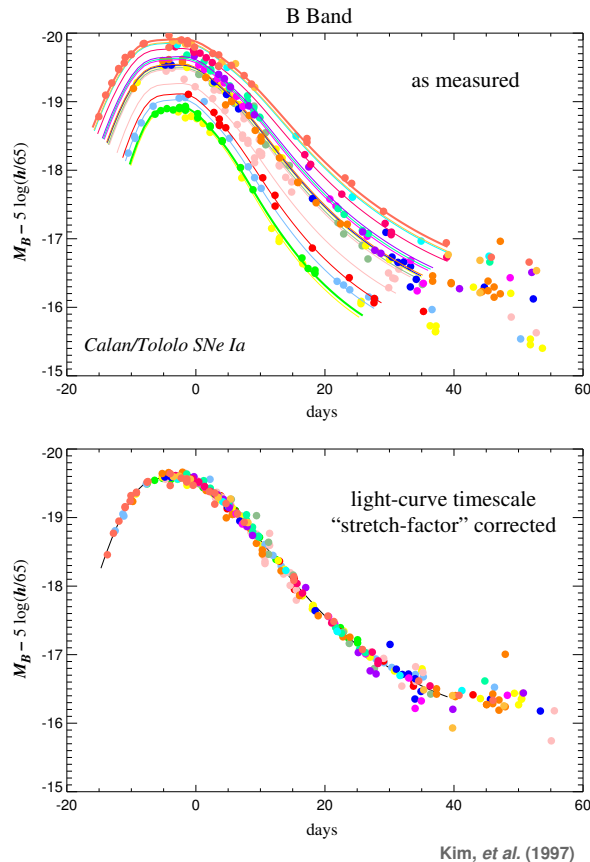 B Band
as measured
-20
-19
-18
-17
-16
-15
M_B – 5 log(h/65)
Calan/Tololo SNe Ia
-20 0 20 40 60
days
-20
-19
-18
-17
-16
-15
M_B – 5 log(h/65)
light-curve timescale
“stretch-factor” corrected
-20 0 20 40 60
days
Kim, et al. (1997)